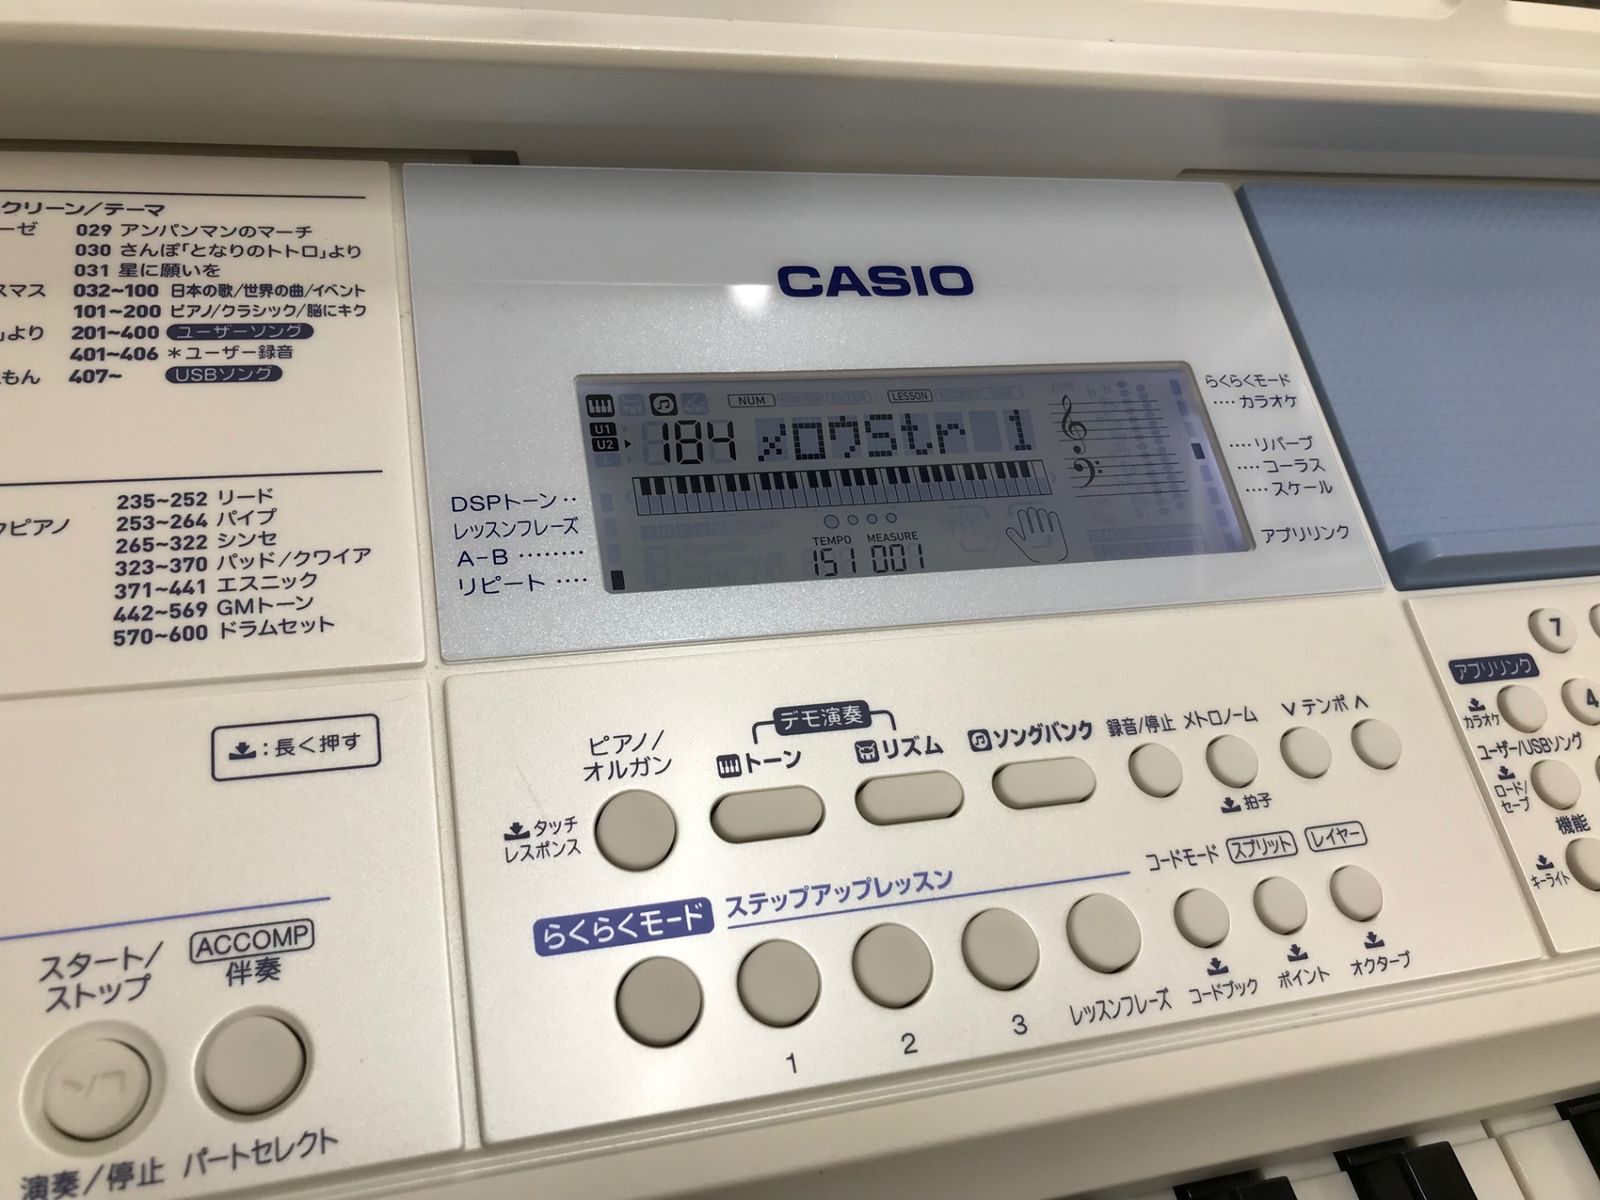 クリーン/テーマ
ーゼ 029 アンパンマンのマーチ
030 さんぽ「となりのトトロ」より
031 星に願いを
スマス 032~100 日本の歌/世界の曲/イベント
101~200 ピアノ/クラシック/脳にキク
」より 201~400 ユーザーソング
401~406 *ユーザー録音
えもん 407~ USBソング
235~252 リード
クピアノ 253~264 パイプ
265~322 シンセ
323~370 パッド/クワイア
371~441 エスニック
442~569 GMトーン
570~600 ドラムセット
CASIO
NUM LESSON
U1
U2
184 メロウStr 1
TEMPO MEASURE
151 001
DSPトーン
レッスンフレーズ
A-B
リピート
らくらくモード
カラオケ
リバーブ
コーラス
スケール
アプリリンク
:長く押す
スタート/
ストップ
ACCOMP
伴奏
演奏/停止 パートセレクト
デモ演奏
ピアノ/
オルガン
トーン
リズム
ソングバンク
録音/停止
メトロノーム
∨ テンポ ∧
タッチ
レスポンス
拍子
らくらくモード
ステップアップレッスン
コードモード
スプリット
レイヤー
1
2
3
レッスンフレーズ
コードブック
ポイント
オクターブ
アプリリンク
7
カラオケ
4
ユーザー/USBソング
ロード/
セーブ
機能
キーライト